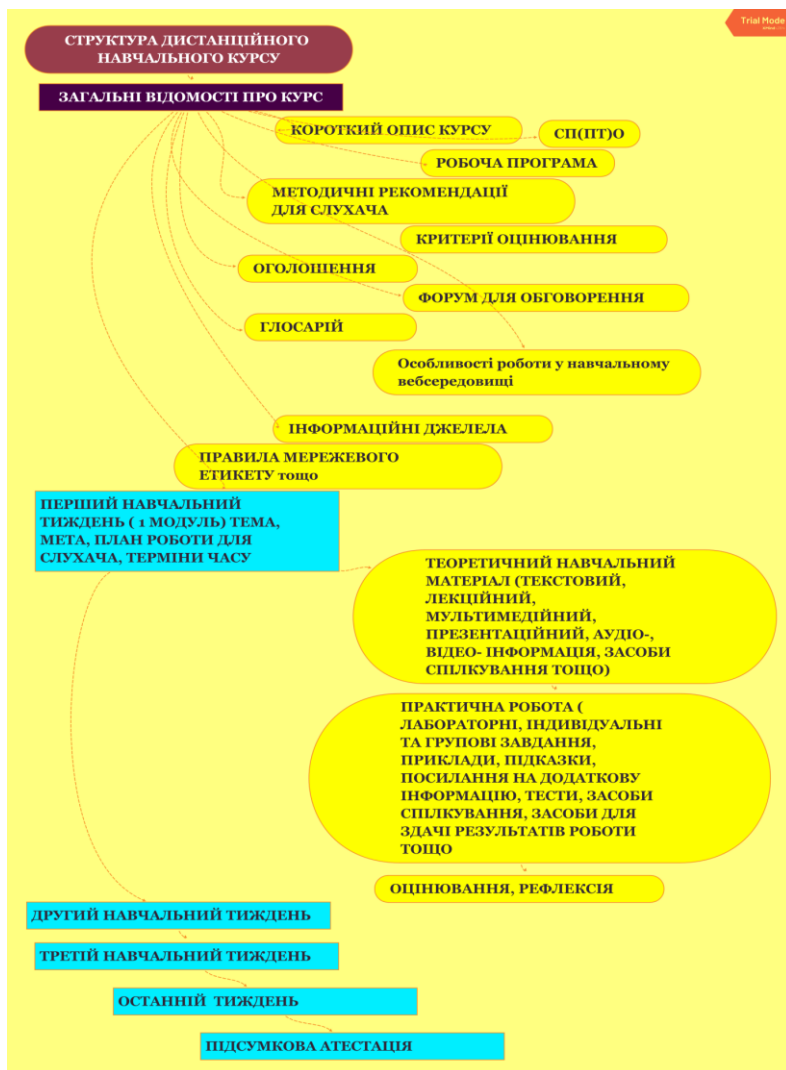 Trial Mode
СТРУКТУРА ДИСТАНЦІЙНОГО
НАВЧАЛЬНОГО КУРСУ
ЗАГАЛЬНІ ВІДОМОСТІ ПРО КУРС
КОРОТКИЙ ОПИС КУРСУ
СП(ПТ)О
РОБОЧА ПРОГРАМА
МЕТОДИЧНІ РЕКОМЕНДАЦІЇ
ДЛЯ СЛУХАЧА
КРИТЕРІЇ ОЦІНЮВАННЯ
ОГОЛОШЕННЯ
ФОРУМ ДЛЯ ОБГОВОРЕННЯ
ГЛОСАРІЙ
Особливості роботи у навчальному
вебсередовищі
ІНФОРМАЦІЙНІ ДЖЕЛЕЛА
ПРАВИЛА МЕРЕЖЕВОГО
ЕТИКЕТУ тощо
ПЕРШИЙ НАВЧАЛЬНИЙ
ТИЖДЕНЬ ( 1 МОДУЛЬ) ТЕМА,
МЕТА, ПЛАН РОБОТИ ДЛЯ
СЛУХАЧА, ТЕРМІНИ ЧАСУ
ТЕОРЕТИЧНИЙ НАВЧАЛЬНИЙ
МАТЕРІАЛ (ТЕКСТОВИЙ,
ЛЕКЦІЙНИЙ,
МУЛЬТИМЕДІЙНИЙ,
ПРЕЗЕНТАЦІЙНИЙ, АУДІО-,
ВІДЕО- ІНФОРМАЦІЯ, ЗАСОБИ
СПІЛКУВАННЯ ТОЩО)
ПРАКТИЧНА РОБОТА (
ЛАБОРАТОРНІ, ІНДИВІДУАЛЬНІ
ТА ГРУПОВІ ЗАВДАННЯ,
ПРИКЛАДИ, ПІДКАЗКИ,
ПОСИЛАННЯ НА ДОДАТКОВУ
ІНФОРМАЦІЮ, ТЕСТИ, ЗАСОБИ
СПІЛКУВАННЯ, ЗАСОБИ ДЛЯ
ЗДАЧІ РЕЗУЛЬТАТІВ РОБОТИ
ТОЩО
ОЦІНЮВАННЯ, РЕФЛЕКСІЯ
ДРУГИЙ НАВЧАЛЬНИЙ ТИЖДЕНЬ
ТРЕТІЙ НАВЧАЛЬНИЙ ТИЖДЕНЬ
ОСТАННІЙ ТИЖДЕНЬ
ПІДСУМКОВА АТЕСТАЦІЯ